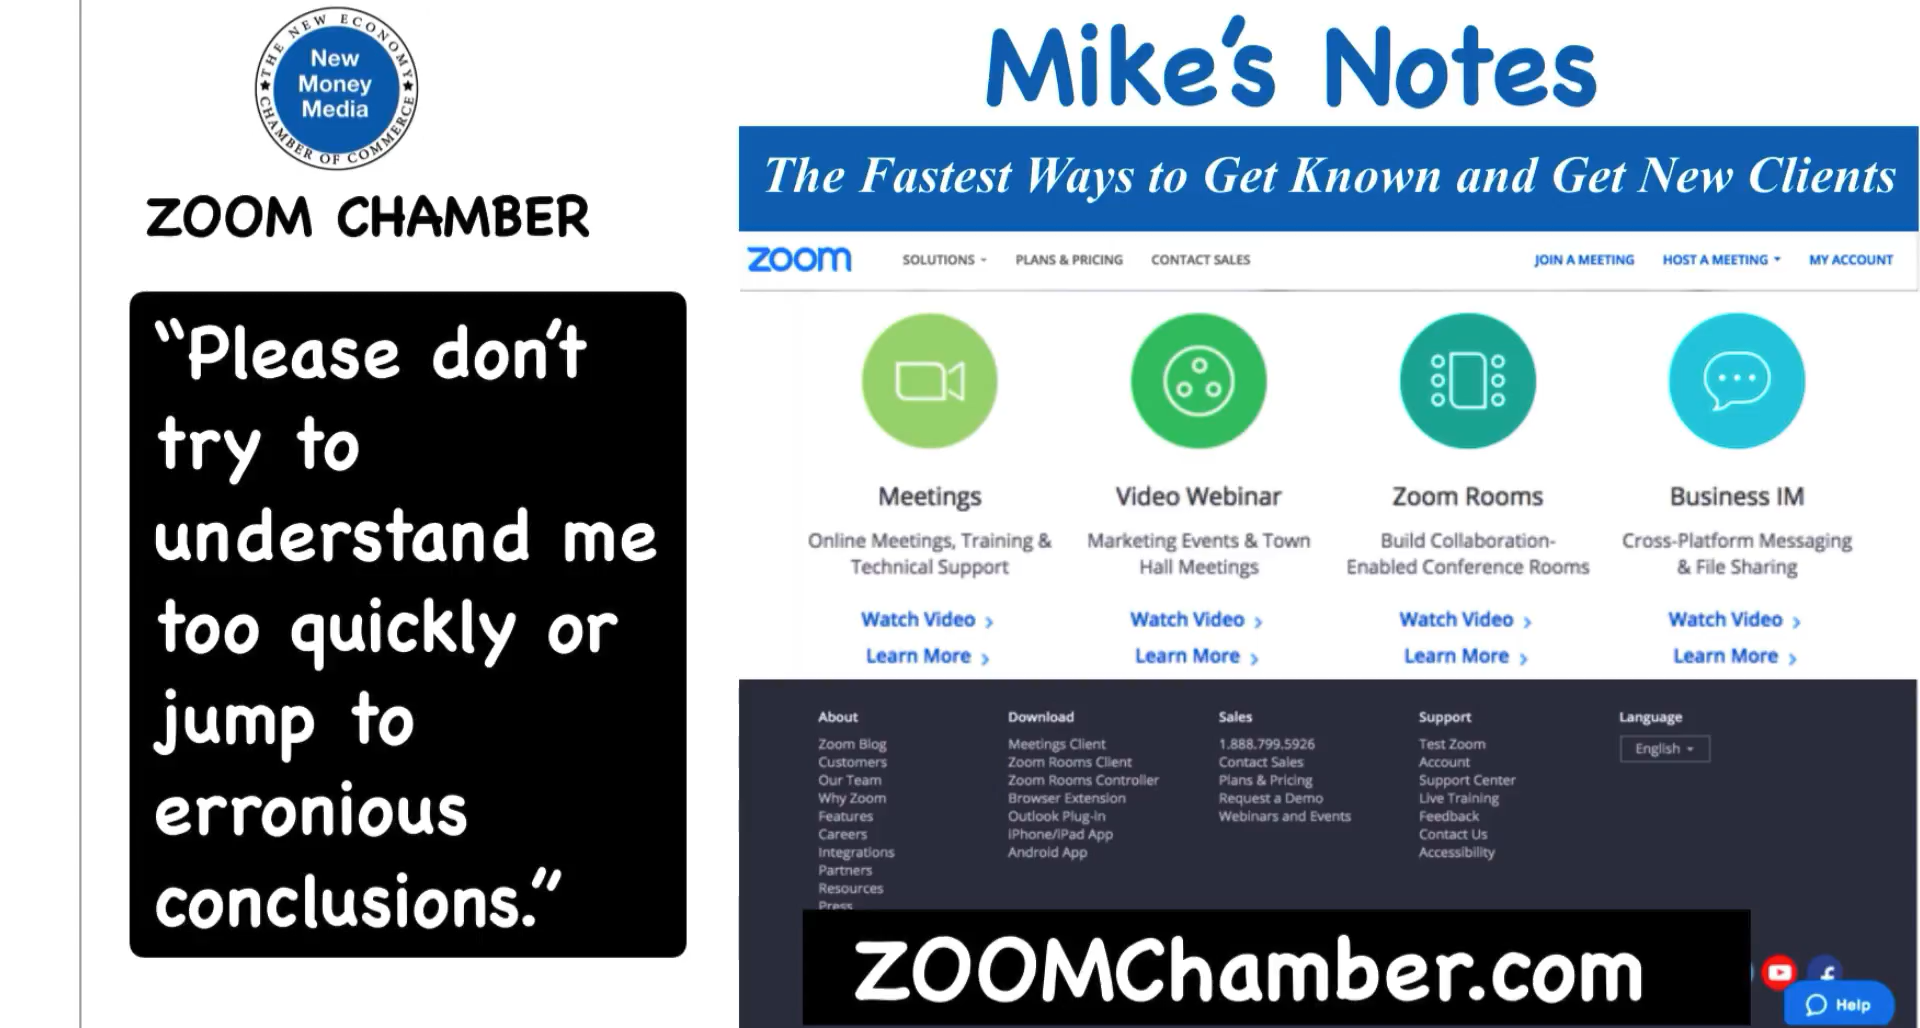 THE NEW ECONOMY
New
Money
Media
CHAMBER OF COMMERCE
ZOOM CHAMBER
“Please don’t
try to
understand me
too quickly or
jump to
erronious
conclusions.”
Mike’s Notes
The Fastest Ways to Get Known and Get New Clients
zoom SOLUTIONS PLANS & PRICING CONTACT SALES JOIN A MEETING HOST A MEETING MY ACCOUNT
Meetings
Online Meetings, Training &
Technical Support
Watch Video
Learn More
Video Webinar
Marketing Events & Town
Hall Meetings
Watch Video
Learn More
Zoom Rooms
Build Collaboration-
Enabled Conference Rooms
Watch Video
Learn More
Business IM
Cross-Platform Messaging
& File Sharing
Watch Video
Learn More
About
Zoom Blog
Customers
Our Team
Why Zoom
Features
Careers
Integrations
Partners
Resources
Press
Download
Meetings Client
Zoom Rooms Client
Zoom Rooms Controller
Browser Extension
Outlook Plug-in
iPhone/iPad App
Android App
Sales
1.888.799.5926
Contact Sales
Plans & Pricing
Request a Demo
Webinars and Events
Support
Test Zoom
Account
Support Center
Live Training
Feedback
Contact Us
Accessibility
Language
English
ZOOMChamber.com
Help